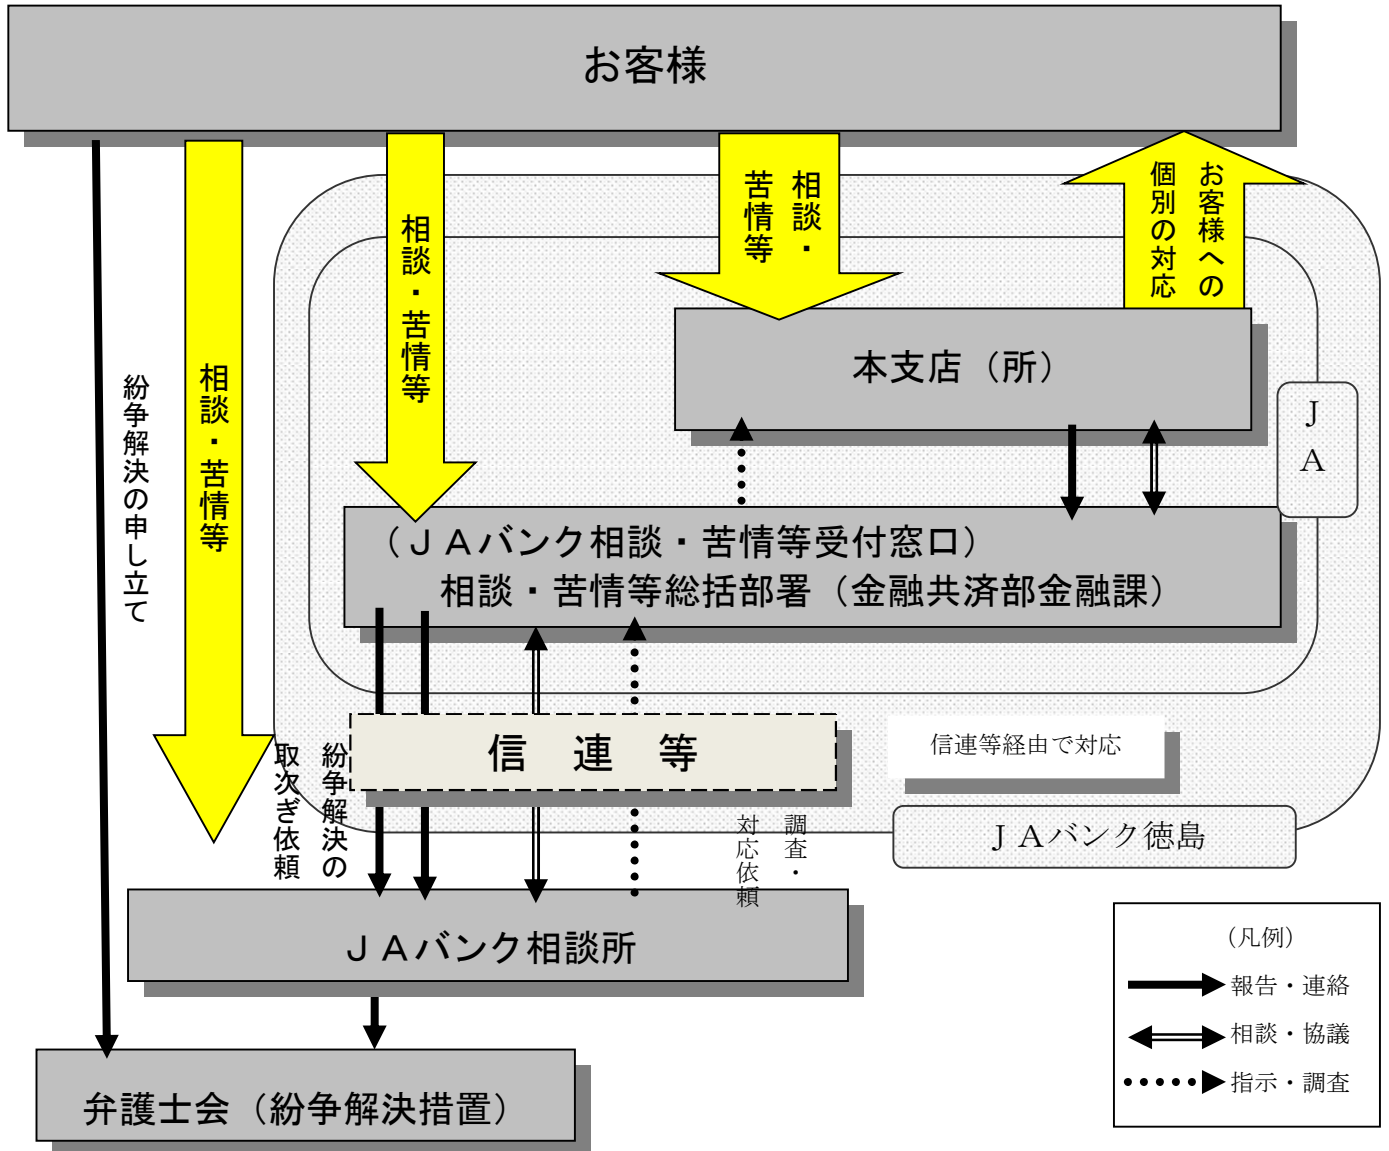 お客様
紛争解決の申し立て
相談・苦情等
相談・苦情等
相談・
苦情等
お客様への
個別の対応
本支店（所）
ＪＡ
（ＪＡバンク相談・苦情等受付窓口）
相談・苦情等総括部署（金融共済部金融課）
信連等
信連等経由で対応
紛争解決の
取次ぎ依頼
調査・
対応依頼
ＪＡバンク徳島
ＪＡバンク相談所
弁護士会（紛争解決措置）
（凡例）
報告・連絡
相談・協議
指示・調査